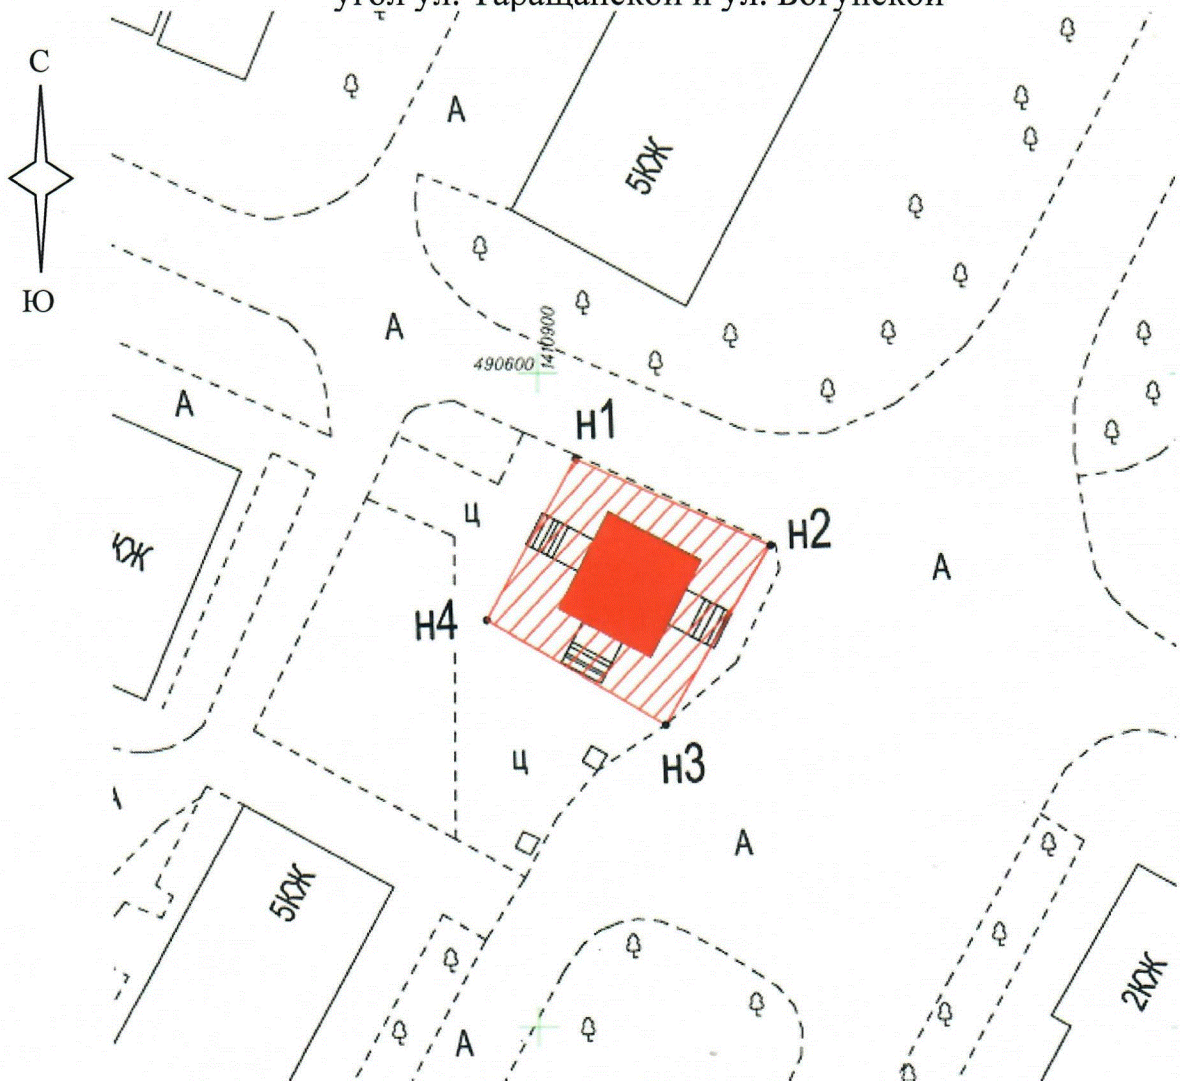 угол ул. Таращанской и ул. Богунской
С
А
5КЖ
Ю
А
1410900
490600
А
н1
ц
н2
КЖ
А
н4
ц
н3
А
А
5КЖ
2КЖ
А